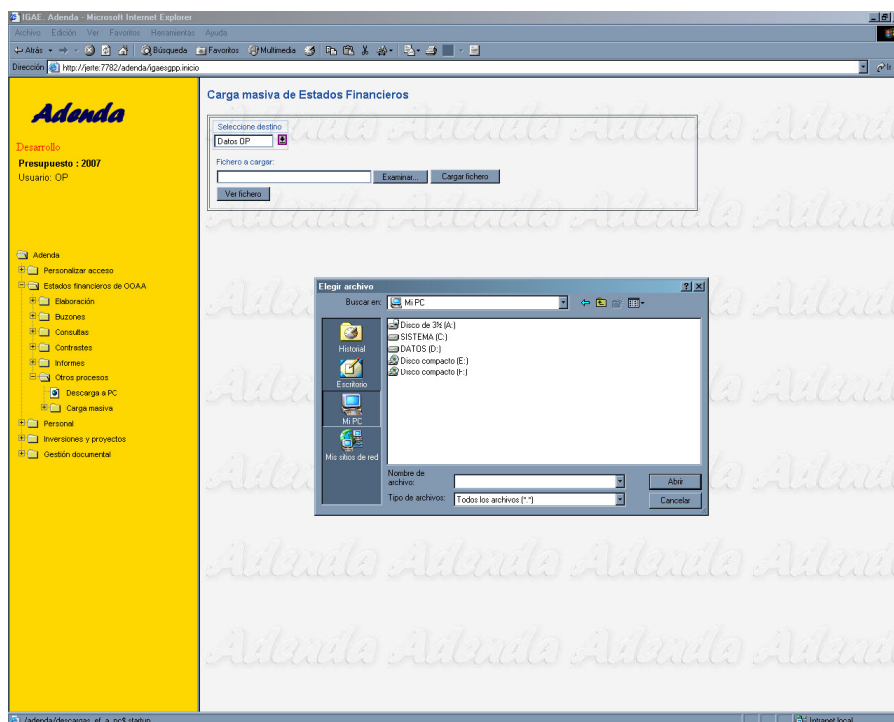 IGAE. Adenda - Microsoft Internet Explorer
Archivo Edición Ver Favoritos Herramientas Ayuda
Atrás Búsqueda Favoritos Multimedia
Dirección http://jerte:7782/adenda/igaesgpp.inicio Ir
Adenda
Desarrollo
Presupuesto : 2007
Usuario: OP
Adenda
Personalizar acceso
Estados financieros de OOAA
Elaboración
Buzones
Consultas
Contrastes
Informes
Otros procesos
Descarga a PC
Carga masiva
Personal
Inversiones y proyectos
Gestión documental
Carga masiva de Estados Financieros
Seleccione destino
Datos OP
Fichero a cargar:
Examinar... Cargar fichero
Ver fichero
Elegir archivo
Buscar en: Mi PC
Historial
Escritorio
Mi PC
Mis sitios de red
Disco de 3½ (A:)
SISTEMA (C:)
DATOS (D:)
Disco compacto (E:)
Disco compacto (F:)
Nombre de
archivo:
Abrir
Tipo de archivos: Todos los archivos (*.*)
Cancelar
/adenda/descargas_ef_a_pc$.startup Intranet local